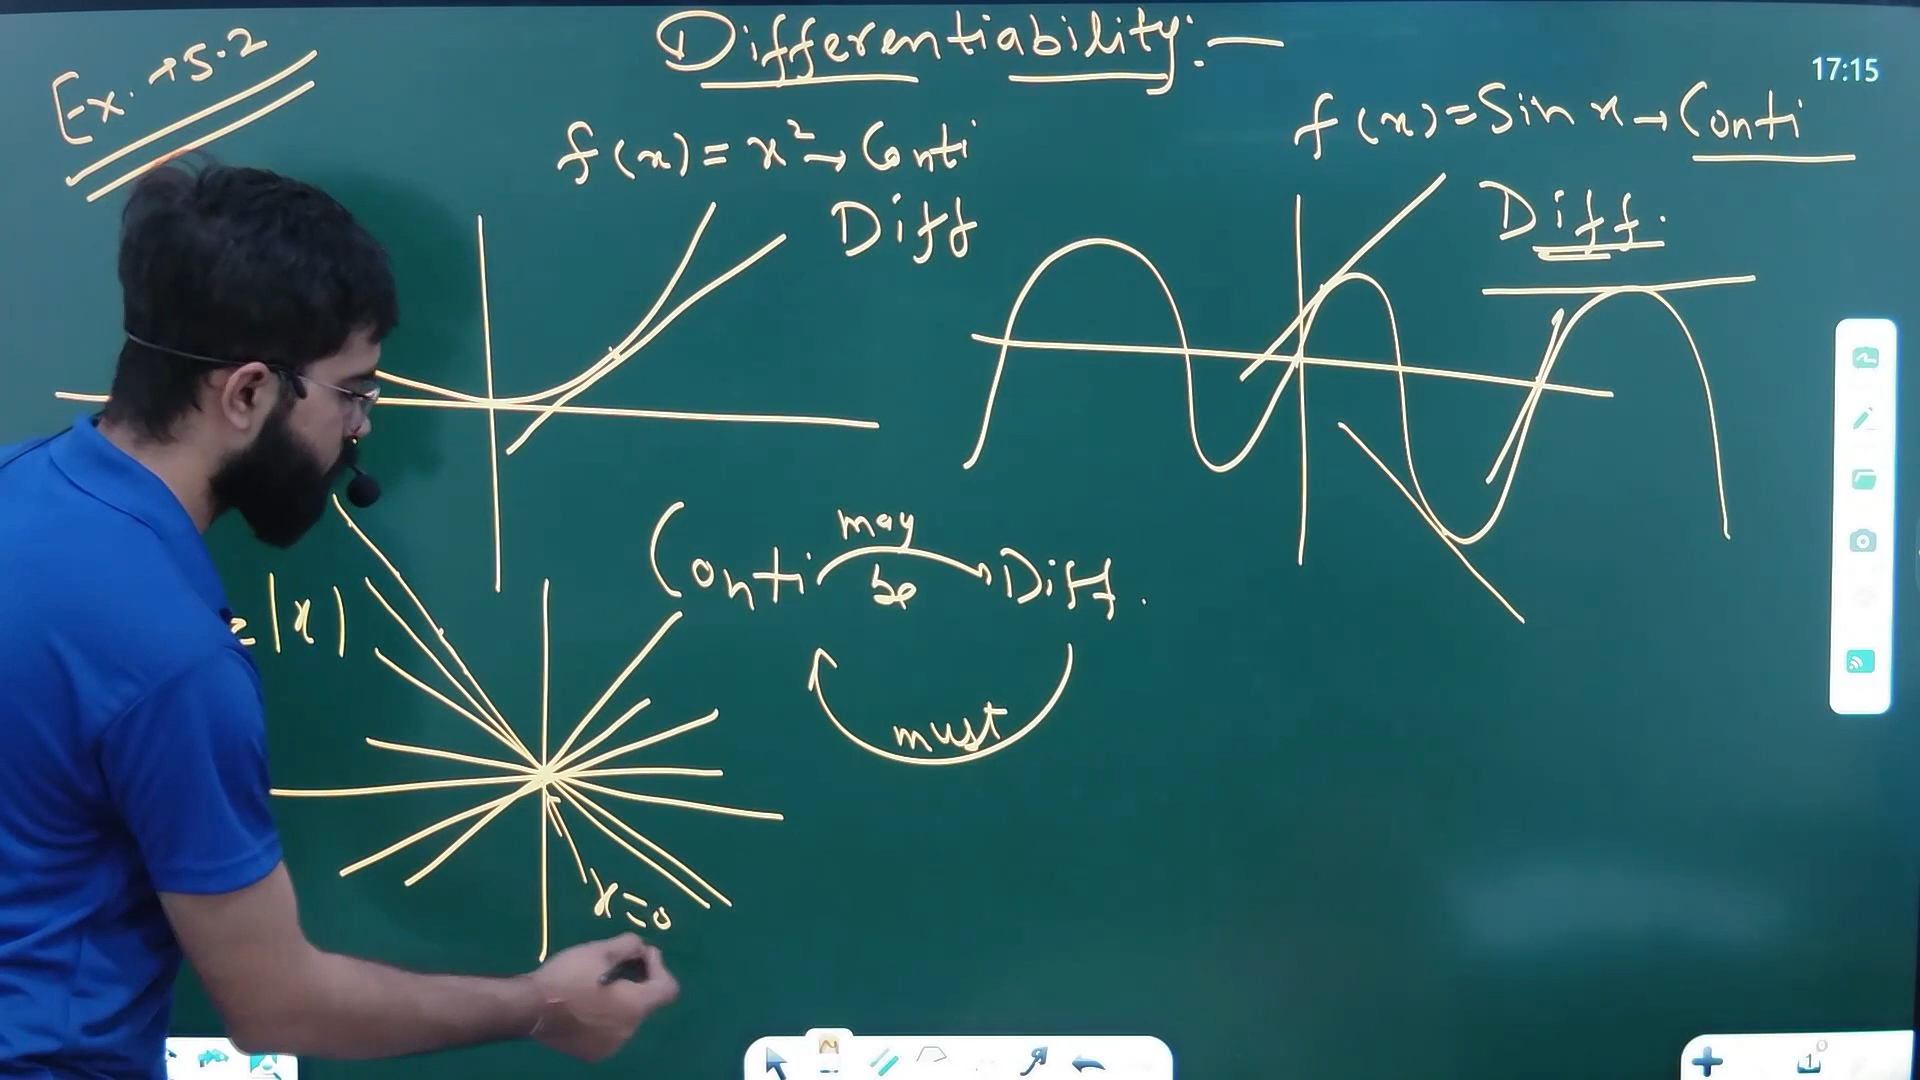 Differentiability:-
Ex. → 5.2
17:15
f(x) = x² → Conti
Diff
f(x) = Sin x → Conti
Diff.
Conti may be Diff.
must
= |x|
x=0